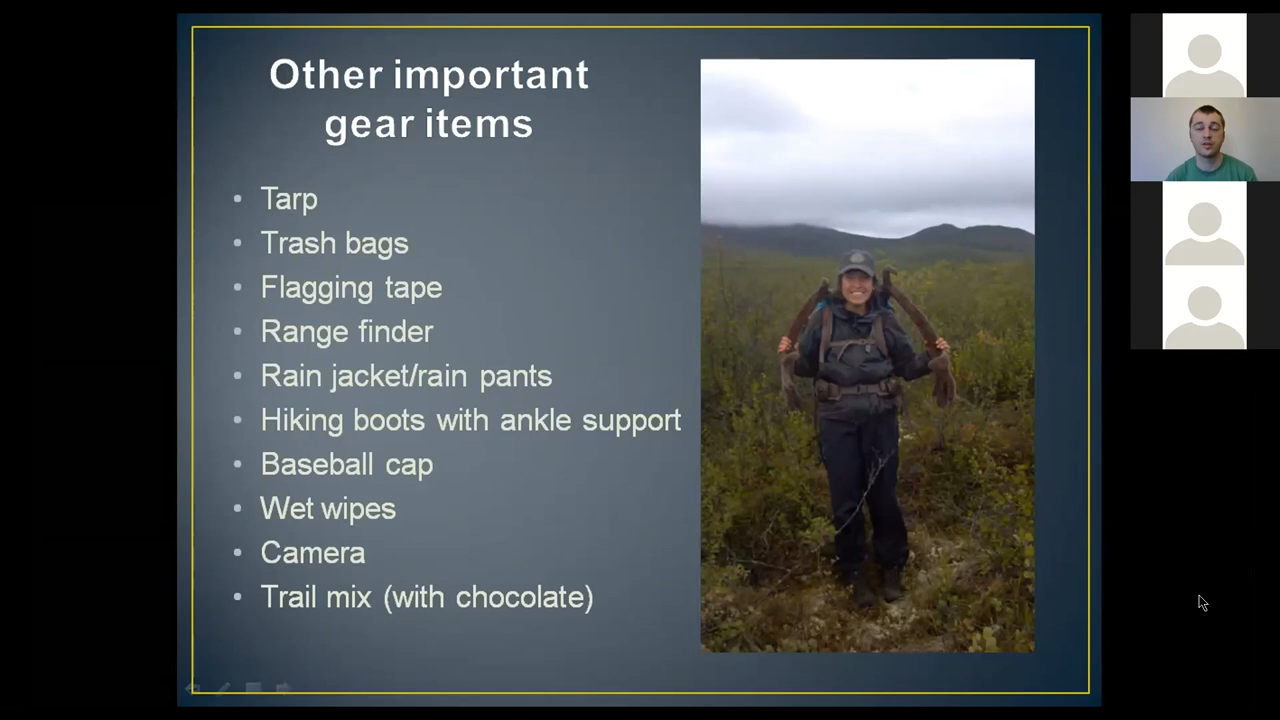 Other important
gear items
• Tarp
• Trash bags
• Flagging tape
• Range finder
• Rain jacket/rain pants
• Hiking boots with ankle support
• Baseball cap
• Wet wipes
• Camera
• Trail mix (with chocolate)